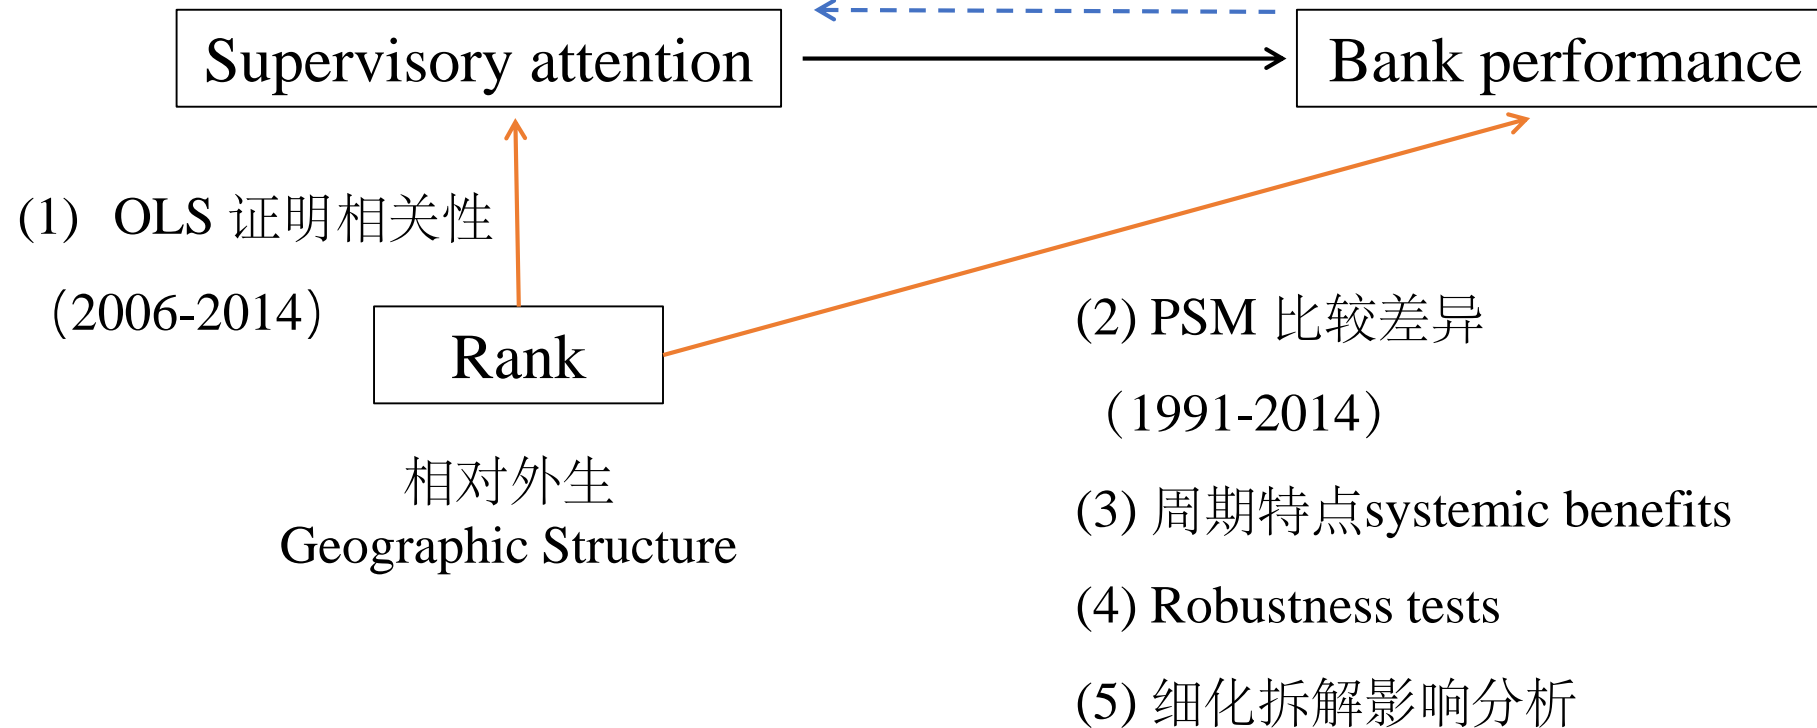 Supervisory attention
Bank performance
(1) OLS 证明相关性
（2006-2014）
Rank
相对外生
Geographic Structure
(2) PSM 比较差异
（1991-2014）
(3) 周期特点systemic benefits
(4) Robustness tests
(5) 细化拆解影响分析